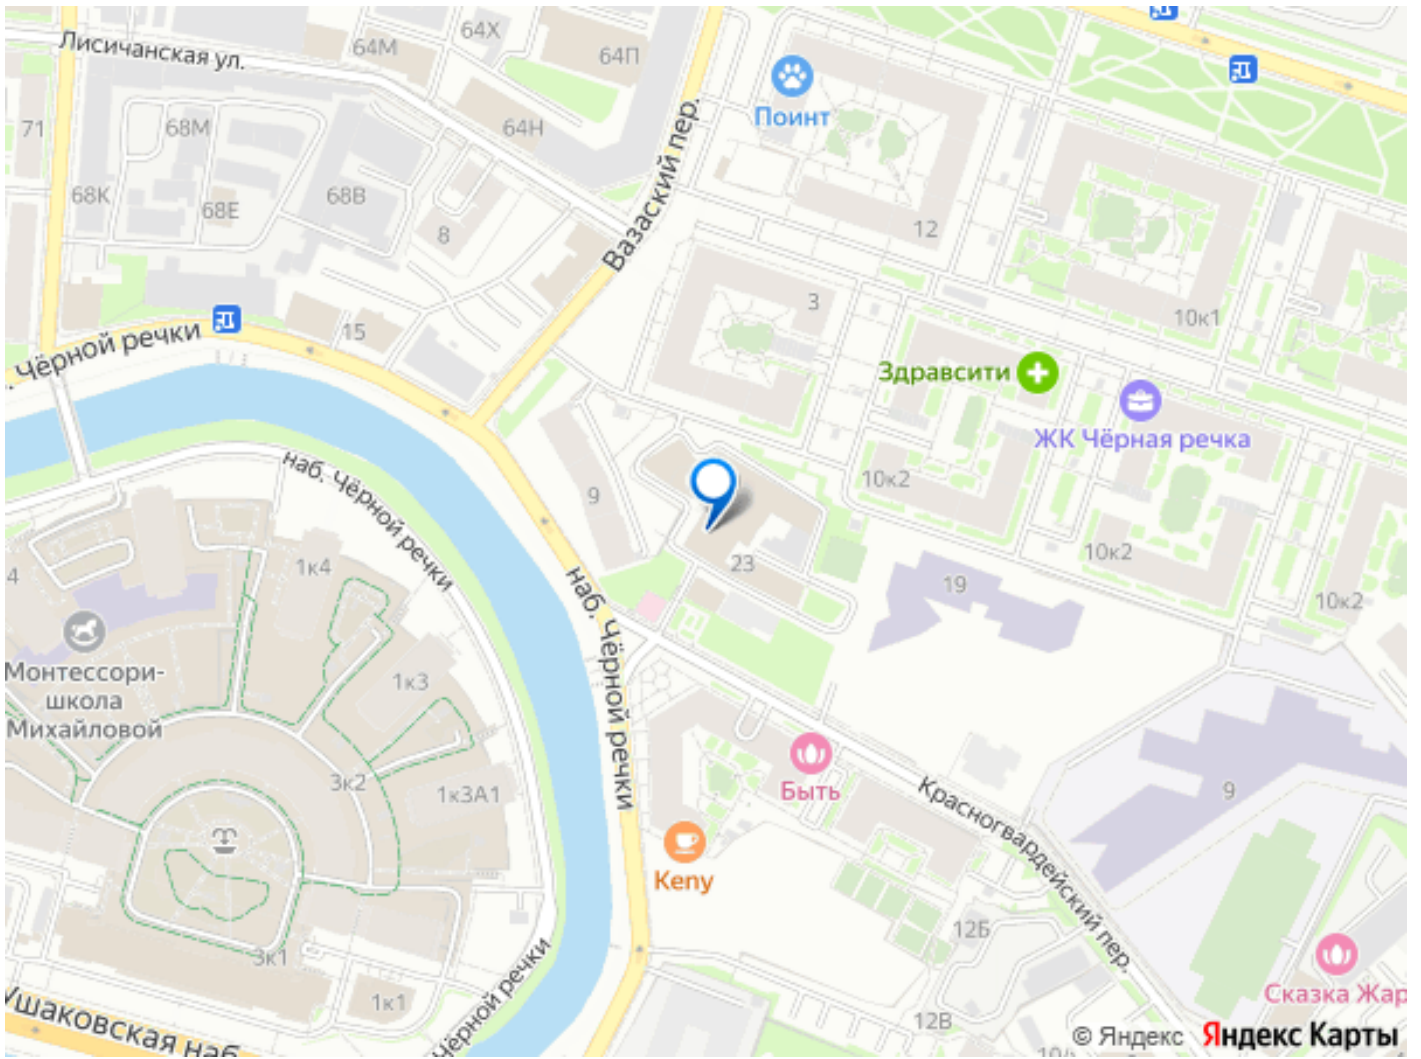 64Х
Лисичанская ул.
64М
64П
Поинт
71
68М
64Н
Вазаский пер.
68К
68Е
68В
8
12
3
10к1
15
Чёрной речки
Здравсити
ЖК Чёрная речка
наб. Чёрной речки
9
10к2
23
10к2
1к4
19
4
10к2
наб. Чёрной речки
Монтессори-
школа
Михайловой
1к3
3к2
1к3А1
Быть
9
Красногвардейский пер.
Keny
12Б
3к1
1к1
Чёрной речки
Сказка Жар
12В
Ушаковская наб
© Яндекс Яндекс Карты